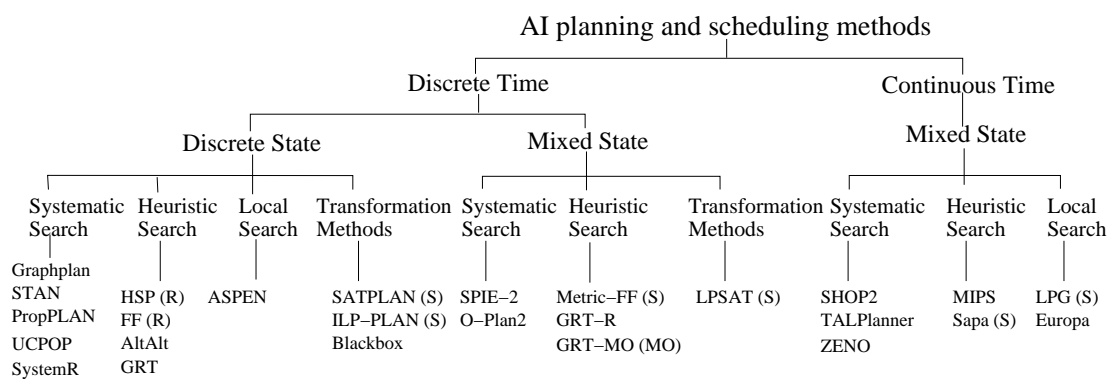 AI planning and scheduling methods
Discrete Time
Continuous Time
Discrete State
Mixed State
Mixed State
Systematic Search
Heuristic Search
Local Search
Transformation Methods
Systematic Search
Heuristic Search
Transformation Methods
Systematic Search
Heuristic Search
Local Search
Graphplan
STAN
PropPLAN
UCPOP
SystemR
HSP (R)
FF (R)
AltAlt
GRT
ASPEN
SATPLAN (S)
ILP−PLAN (S)
Blackbox
SPIE−2
O−Plan2
Metric−FF (S)
GRT−R
GRT−MO (MO)
LPSAT (S)
SHOP2
TALPlanner
ZENO
MIPS
Sapa (S)
LPG (S)
Europa